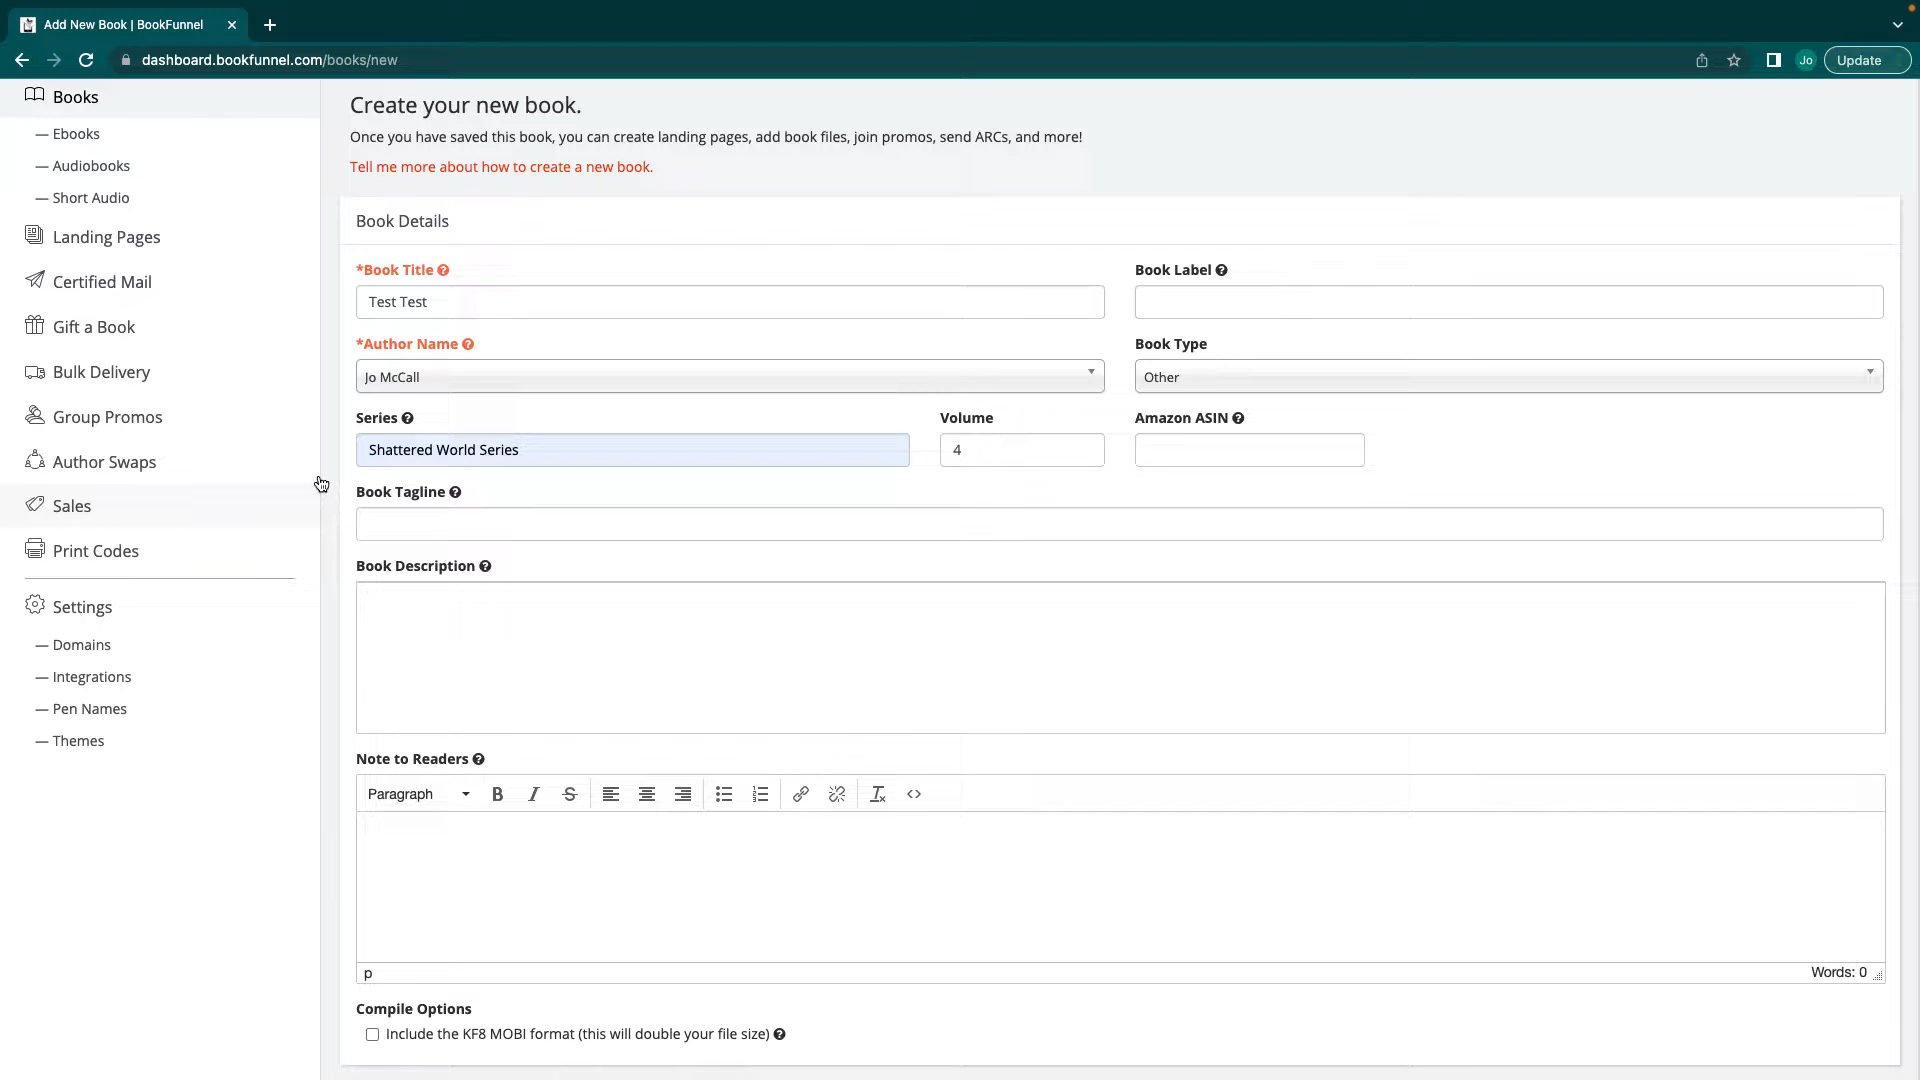 Add New Book | BookFunnel
dashboard.bookfunnel.com/books/new
Jo
Update
Books
— Ebooks
— Audiobooks
— Short Audio
Landing Pages
Certified Mail
Gift a Book
Bulk Delivery
Group Promos
Author Swaps
Sales
Print Codes
Settings
— Domains
— Integrations
— Pen Names
— Themes
Create your new book.
Once you have saved this book, you can create landing pages, add book files, join promos, send ARCs, and more!
Tell me more about how to create a new book.
Book Details
*Book Title
Book Label
Test Test
*Author Name
Book Type
Jo McCall
Other
Series
Volume
Amazon ASIN
Shattered World Series
4
Book Tagline
Book Description
Note to Readers
Paragraph
p
Words: 0
Compile Options
Include the KF8 MOBI format (this will double your file size)